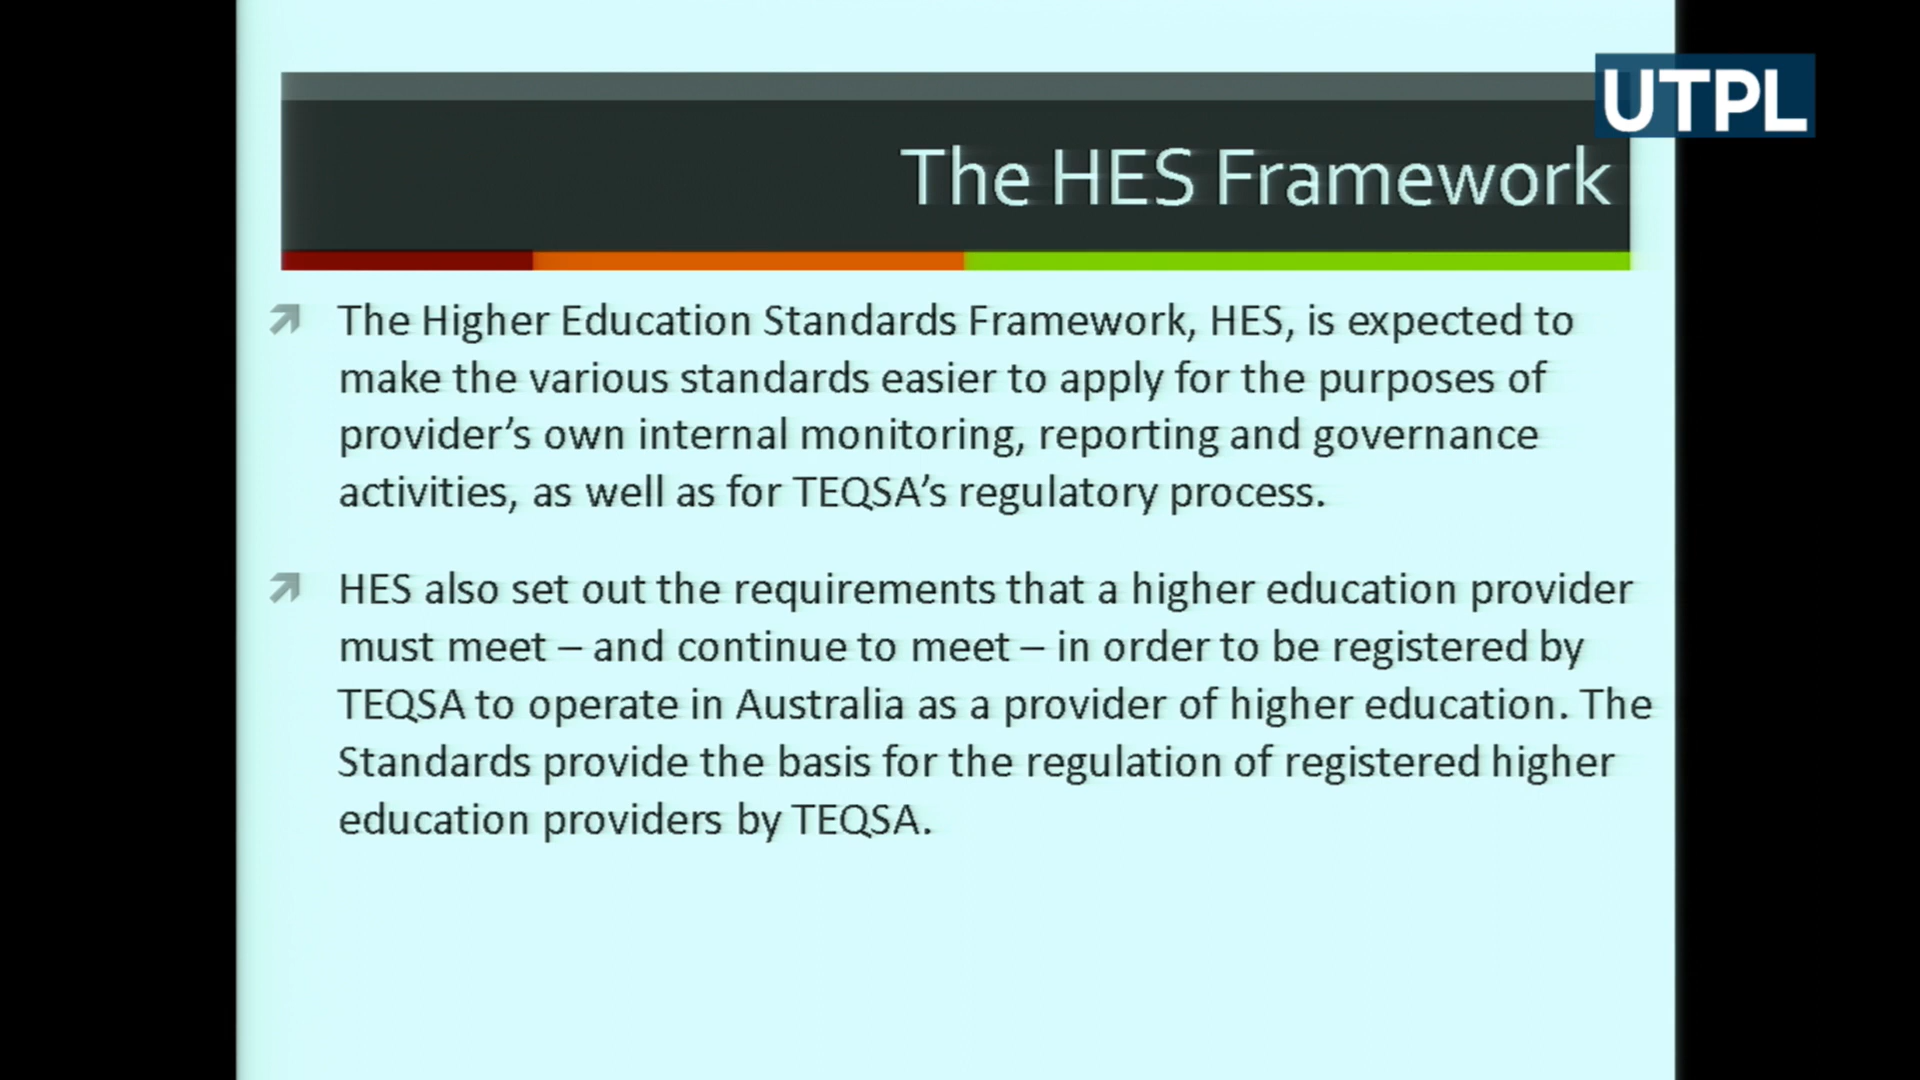 UTPL
The HES Framework
The Higher Education Standards Framework, HES, is expected to
make the various standards easier to apply for the purposes of
provider’s own internal monitoring, reporting and governance
activities, as well as for TEQSA’s regulatory process.
HES also set out the requirements that a higher education provider
must meet – and continue to meet – in order to be registered by
TEQSA to operate in Australia as a provider of higher education. The
Standards provide the basis for the regulation of registered higher
education providers by TEQSA.